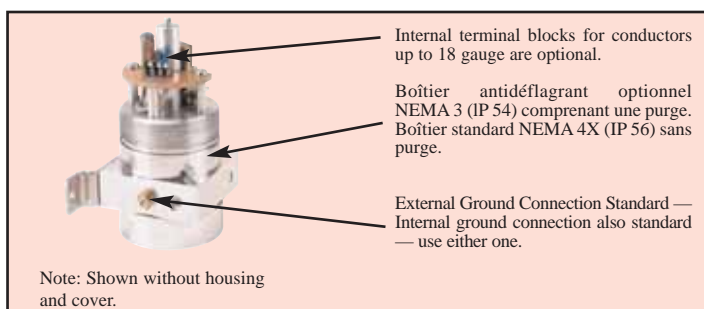 Internal terminal blocks for conductors
up to 18 gauge are optional.
Boîtier antidéflagrant optionnel
NEMA 3 (IP 54) comprenant une purge.
Boîtier standard NEMA 4X (IP 56) sans
purge.
External Ground Connection Standard —
Internal ground connection also standard
— use either one.
Note: Shown without housing
and cover.